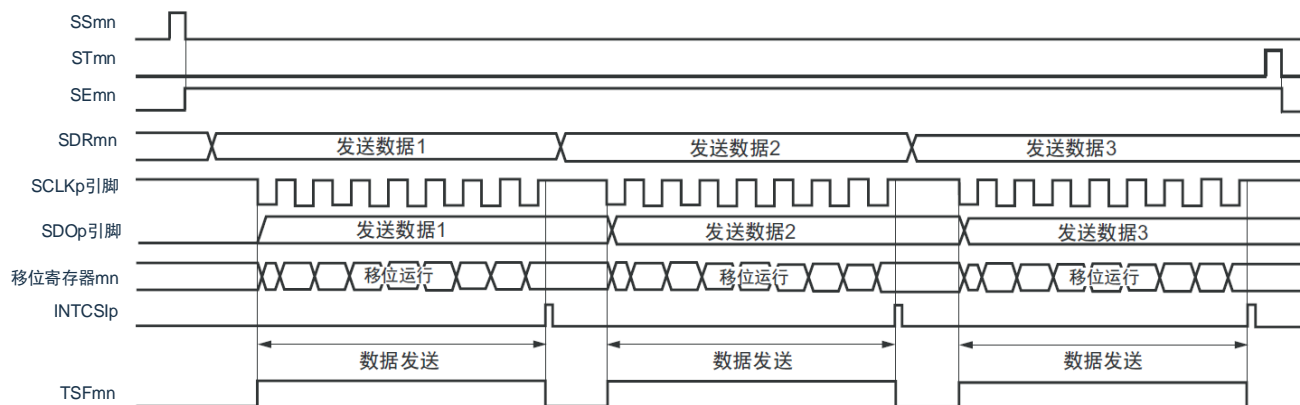 SSmn
STmn
SEmn
SDRmn 发送数据1 发送数据2 发送数据3
SCLKp引脚
SDOp引脚 发送数据1 发送数据2 发送数据3
移位寄存器mn 移位运行 移位运行 移位运行
INTCSIp
数据发送 数据发送 数据发送
TSFmn